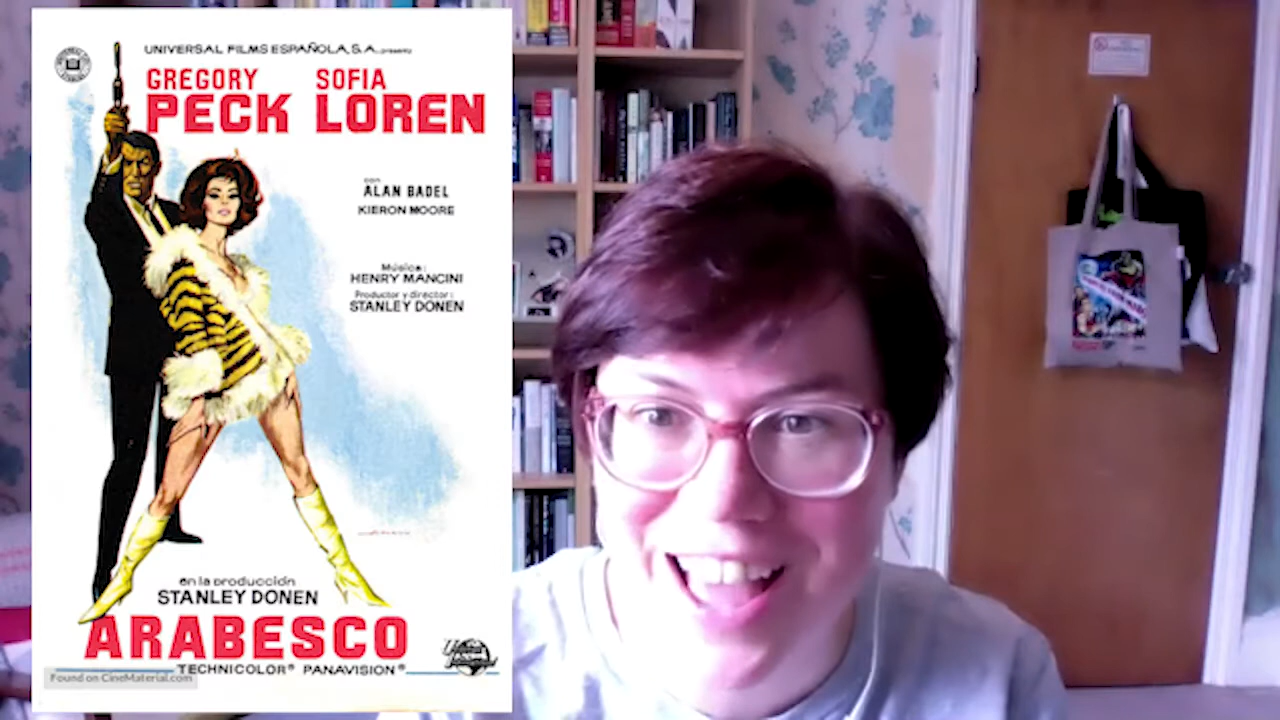 UNIVERSAL FILMS ESPAÑOLA, S.A. presenta
GREGORY PECK
SOFIA LOREN
con
ALAN BADEL
KIERON MOORE
Música:
HENRY MANCINI
Productor y director:
STANLEY DONEN
en la producción
STANLEY DONEN
ARABESCO
TECHNICOLOR® PANAVISION®
Found on CineMaterial.com